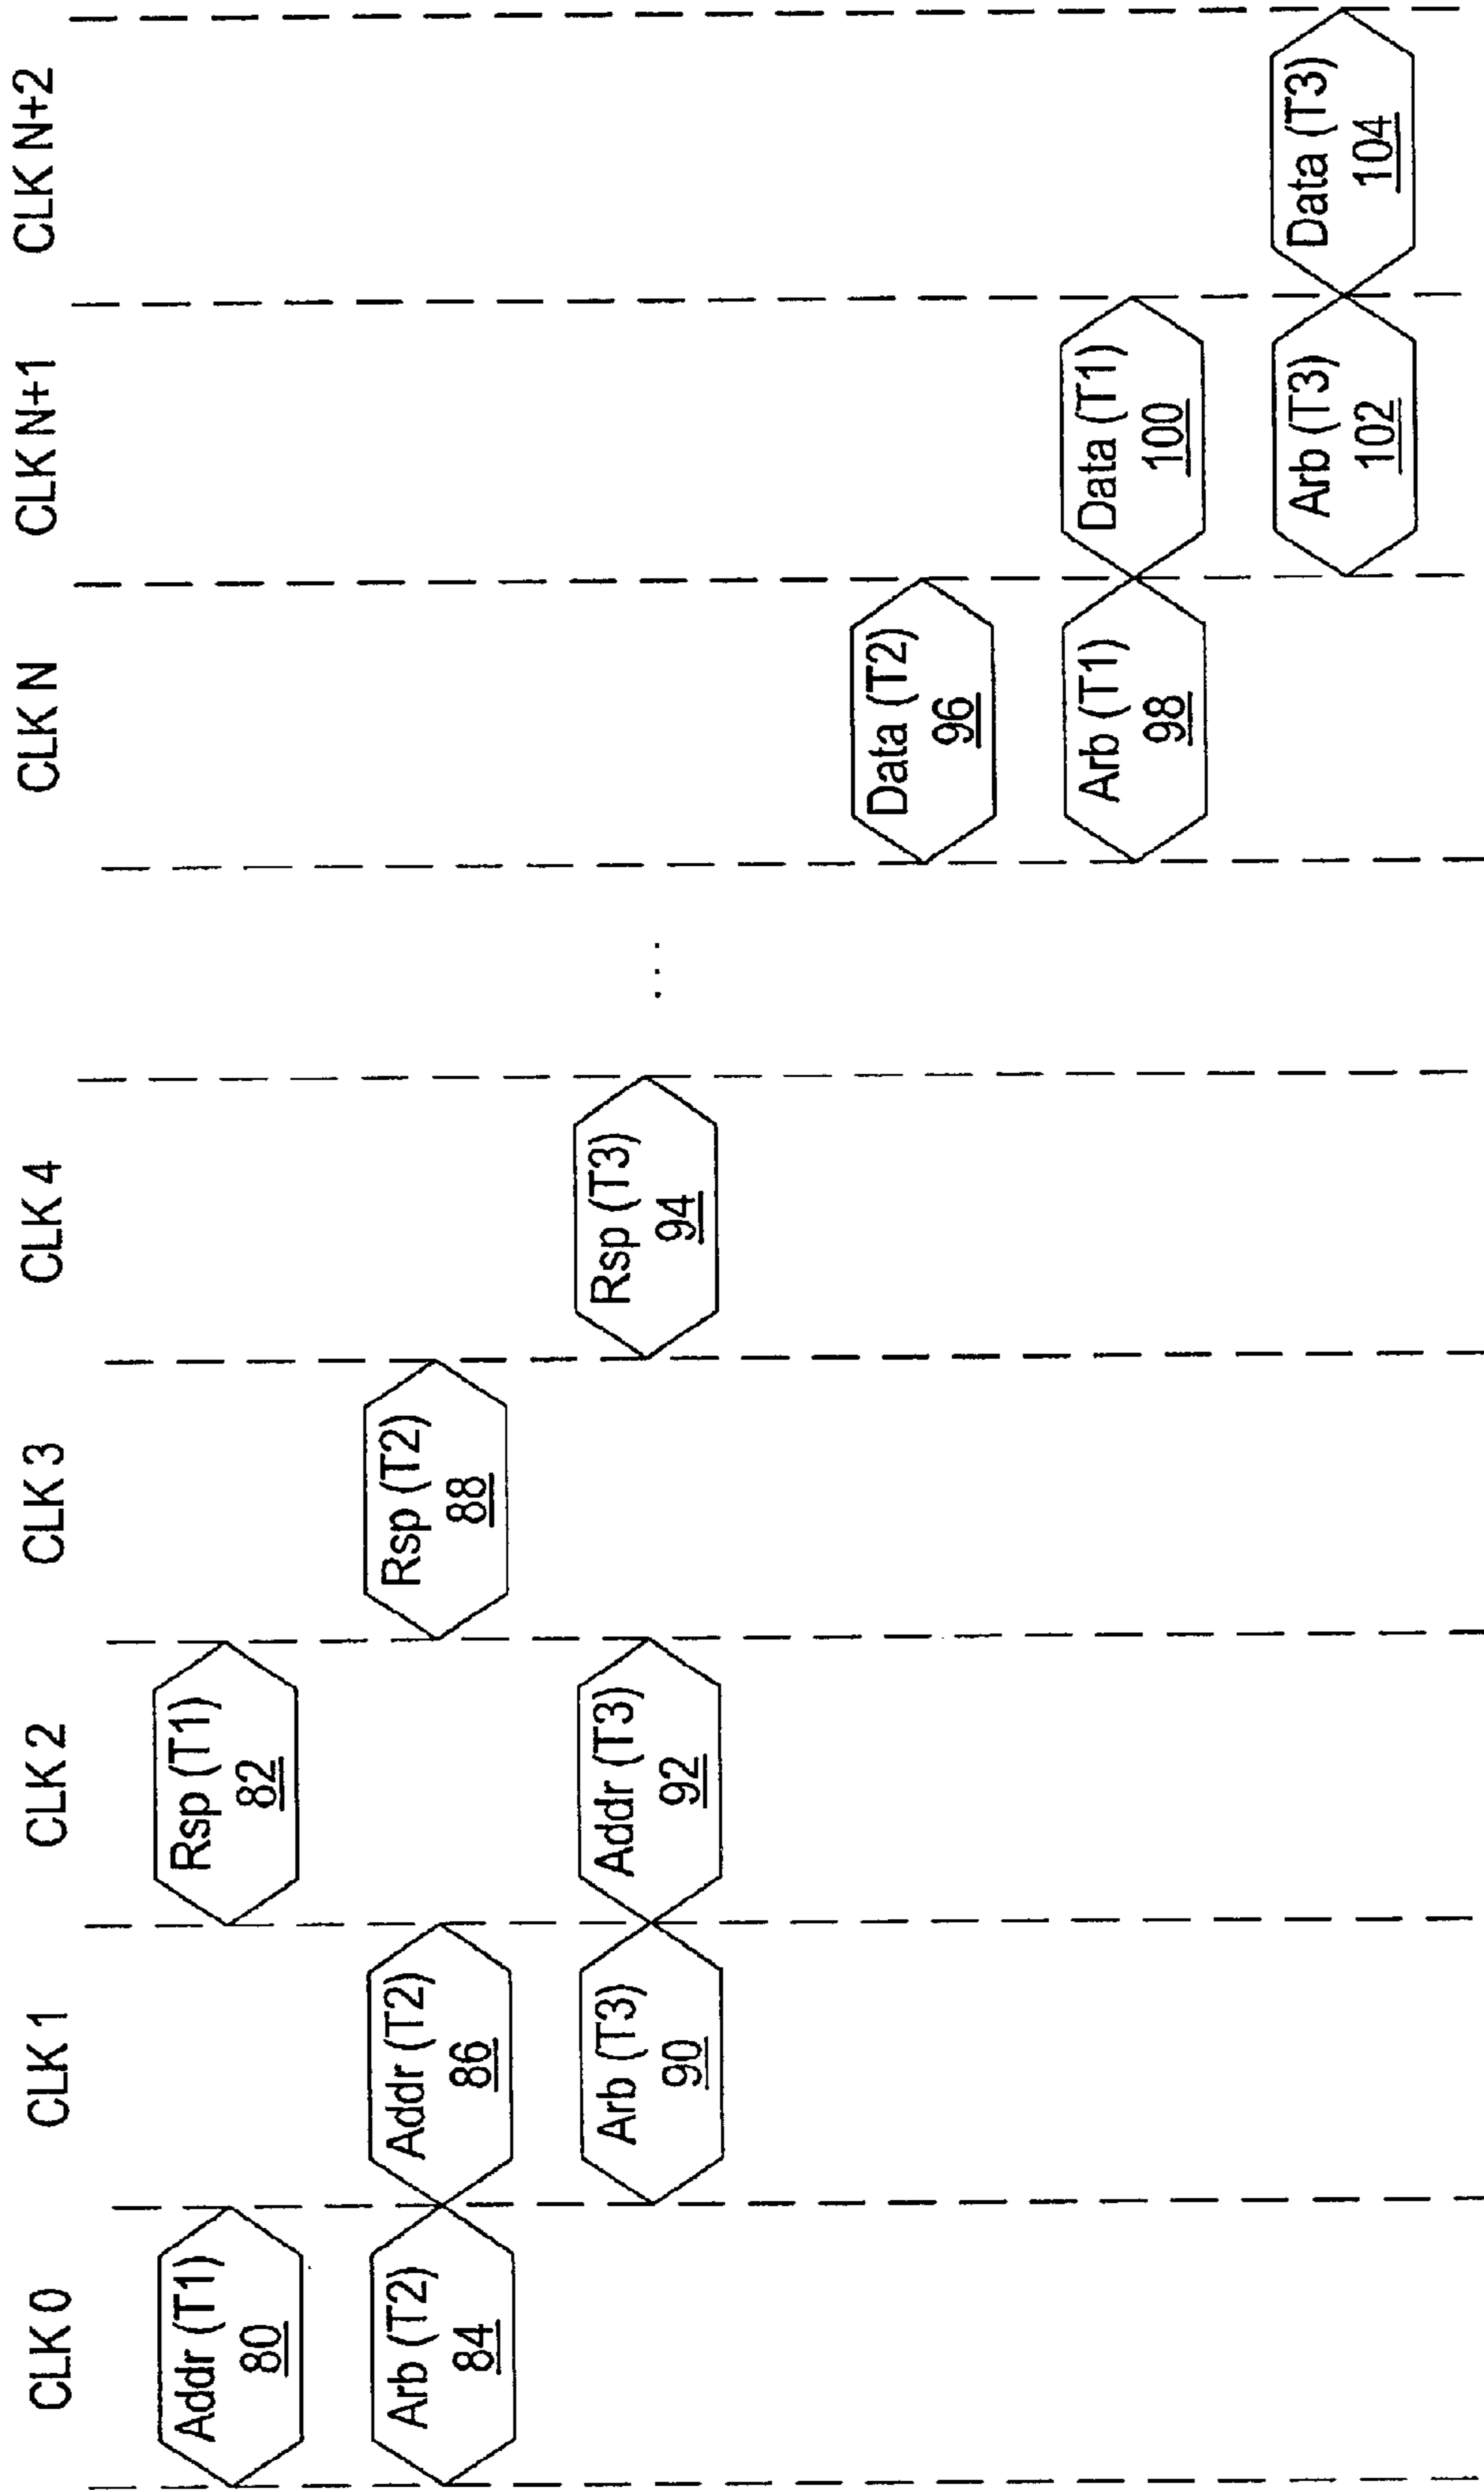 CLK 0 CLK 1 CLK 2 CLK 3 CLK 4 CLK N CLK N+1 CLK N+2
Addr (T1) Rsp (T1)
80 82
Arb (T2) Addr (T2) Rsp (T2)
84 86 88
Arb (T3) Addr (T3) Rsp (T3) ...
90 92 94
Data (T2)
96
Arb (T1) Data (T1)
98 100
Arb (T3) Data (T3)
102 104